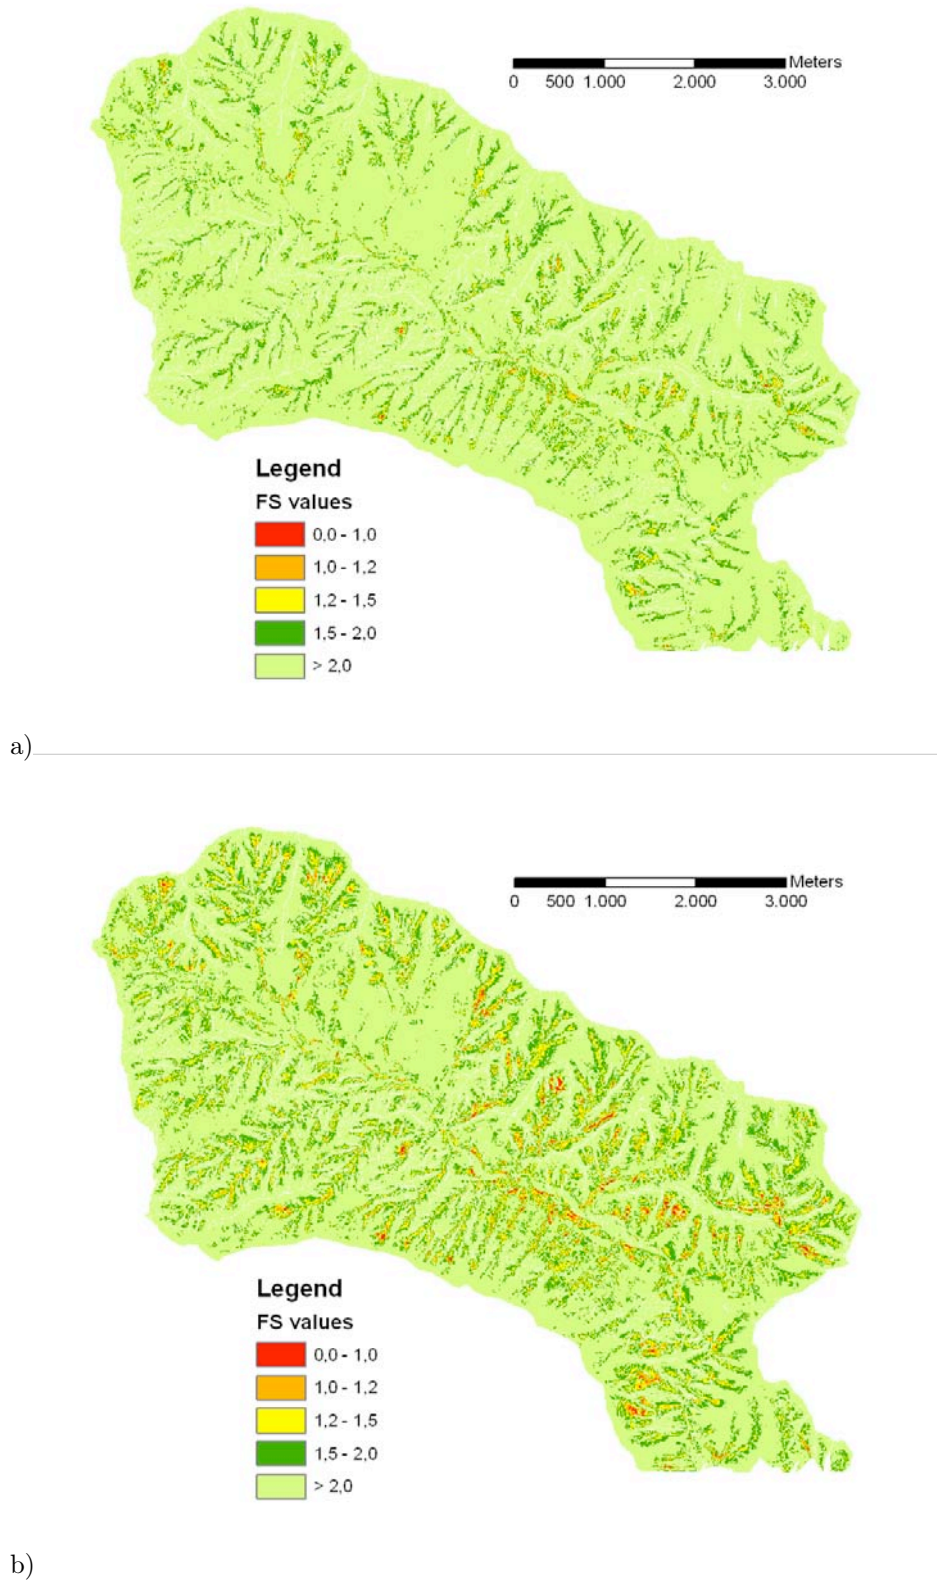 Meters
0 500 1.000 2.000 3.000
Legend
FS values
0,0 - 1,0
1,0 - 1,2
1,2 - 1,5
1,5 - 2,0
> 2,0
a)
Meters
0 500 1.000 2.000 3.000
Legend
FS values
0,0 - 1,0
1,0 - 1,2
1,2 - 1,5
1,5 - 2,0
> 2,0
b)